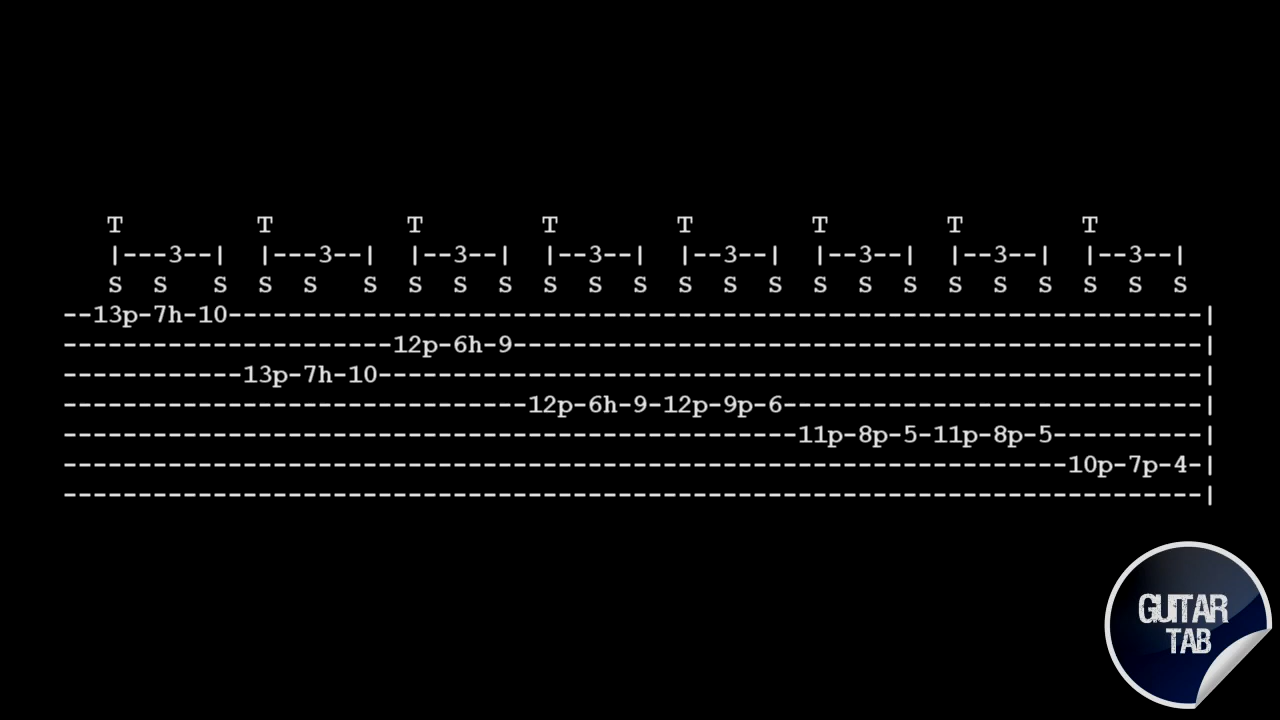 T         T         T        T        T        T        T        T
|---3--|  |---3--|  |--3--|  |--3--|  |--3--|  |--3--|  |--3--|  |--3--|
S  S   S  S  S   S  S  S  S  S  S  S  S  S  S  S  S  S  S  S  S  S  S  S
--13p-7h-10-----------------------------------------------------------------|
----------------------12p-6h-9----------------------------------------------|
------------13p-7h-10-------------------------------------------------------|
-------------------------------12p-6h-9-12p-9p-6----------------------------|
-------------------------------------------------11p-8p-5-11p-8p-5----------|
-------------------------------------------------------------------10p-7p-4-|
----------------------------------------------------------------------------|
GUITAR
TAB